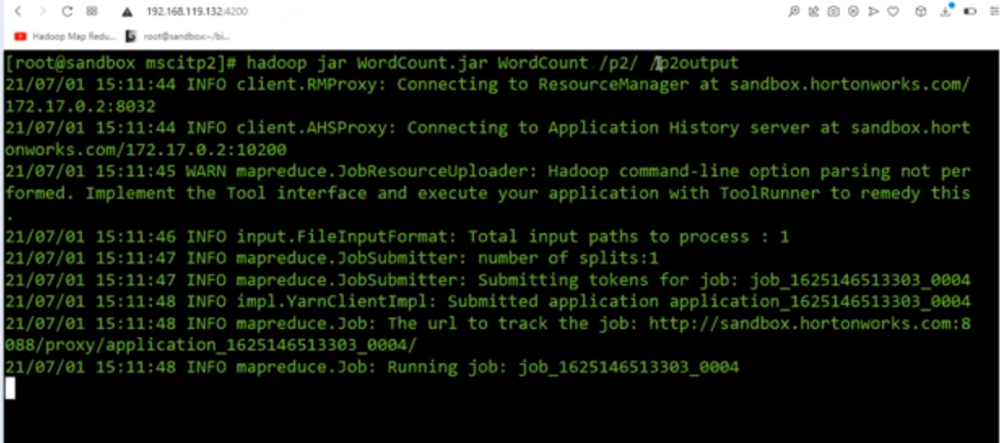 192.168.119.132:4200
Hadoop Map Redu... root@sandbox:~/bi...
[root@sandbox mscitp2]# hadoop jar WordCount.jar WordCount /p2/ /p2output
21/07/01 15:11:44 INFO client.RMProxy: Connecting to ResourceManager at sandbox.hortonworks.com/
172.17.0.2:8032
21/07/01 15:11:44 INFO client.AHSProxy: Connecting to Application History server at sandbox.hort
onworks.com/172.17.0.2:10200
21/07/01 15:11:45 WARN mapreduce.JobResourceUploader: Hadoop command-line option parsing not per
formed. Implement the Tool interface and execute your application with ToolRunner to remedy this
.
21/07/01 15:11:46 INFO input.FileInputFormat: Total input paths to process : 1
21/07/01 15:11:47 INFO mapreduce.JobSubmitter: number of splits:1
21/07/01 15:11:47 INFO mapreduce.JobSubmitter: Submitting tokens for job: job_1625146513303_0004
21/07/01 15:11:48 INFO impl.YarnClientImpl: Submitted application application_1625146513303_0004
21/07/01 15:11:48 INFO mapreduce.Job: The url to track the job: http://sandbox.hortonworks.com:8
088/proxy/application_1625146513303_0004/
21/07/01 15:11:48 INFO mapreduce.Job: Running job: job_1625146513303_0004